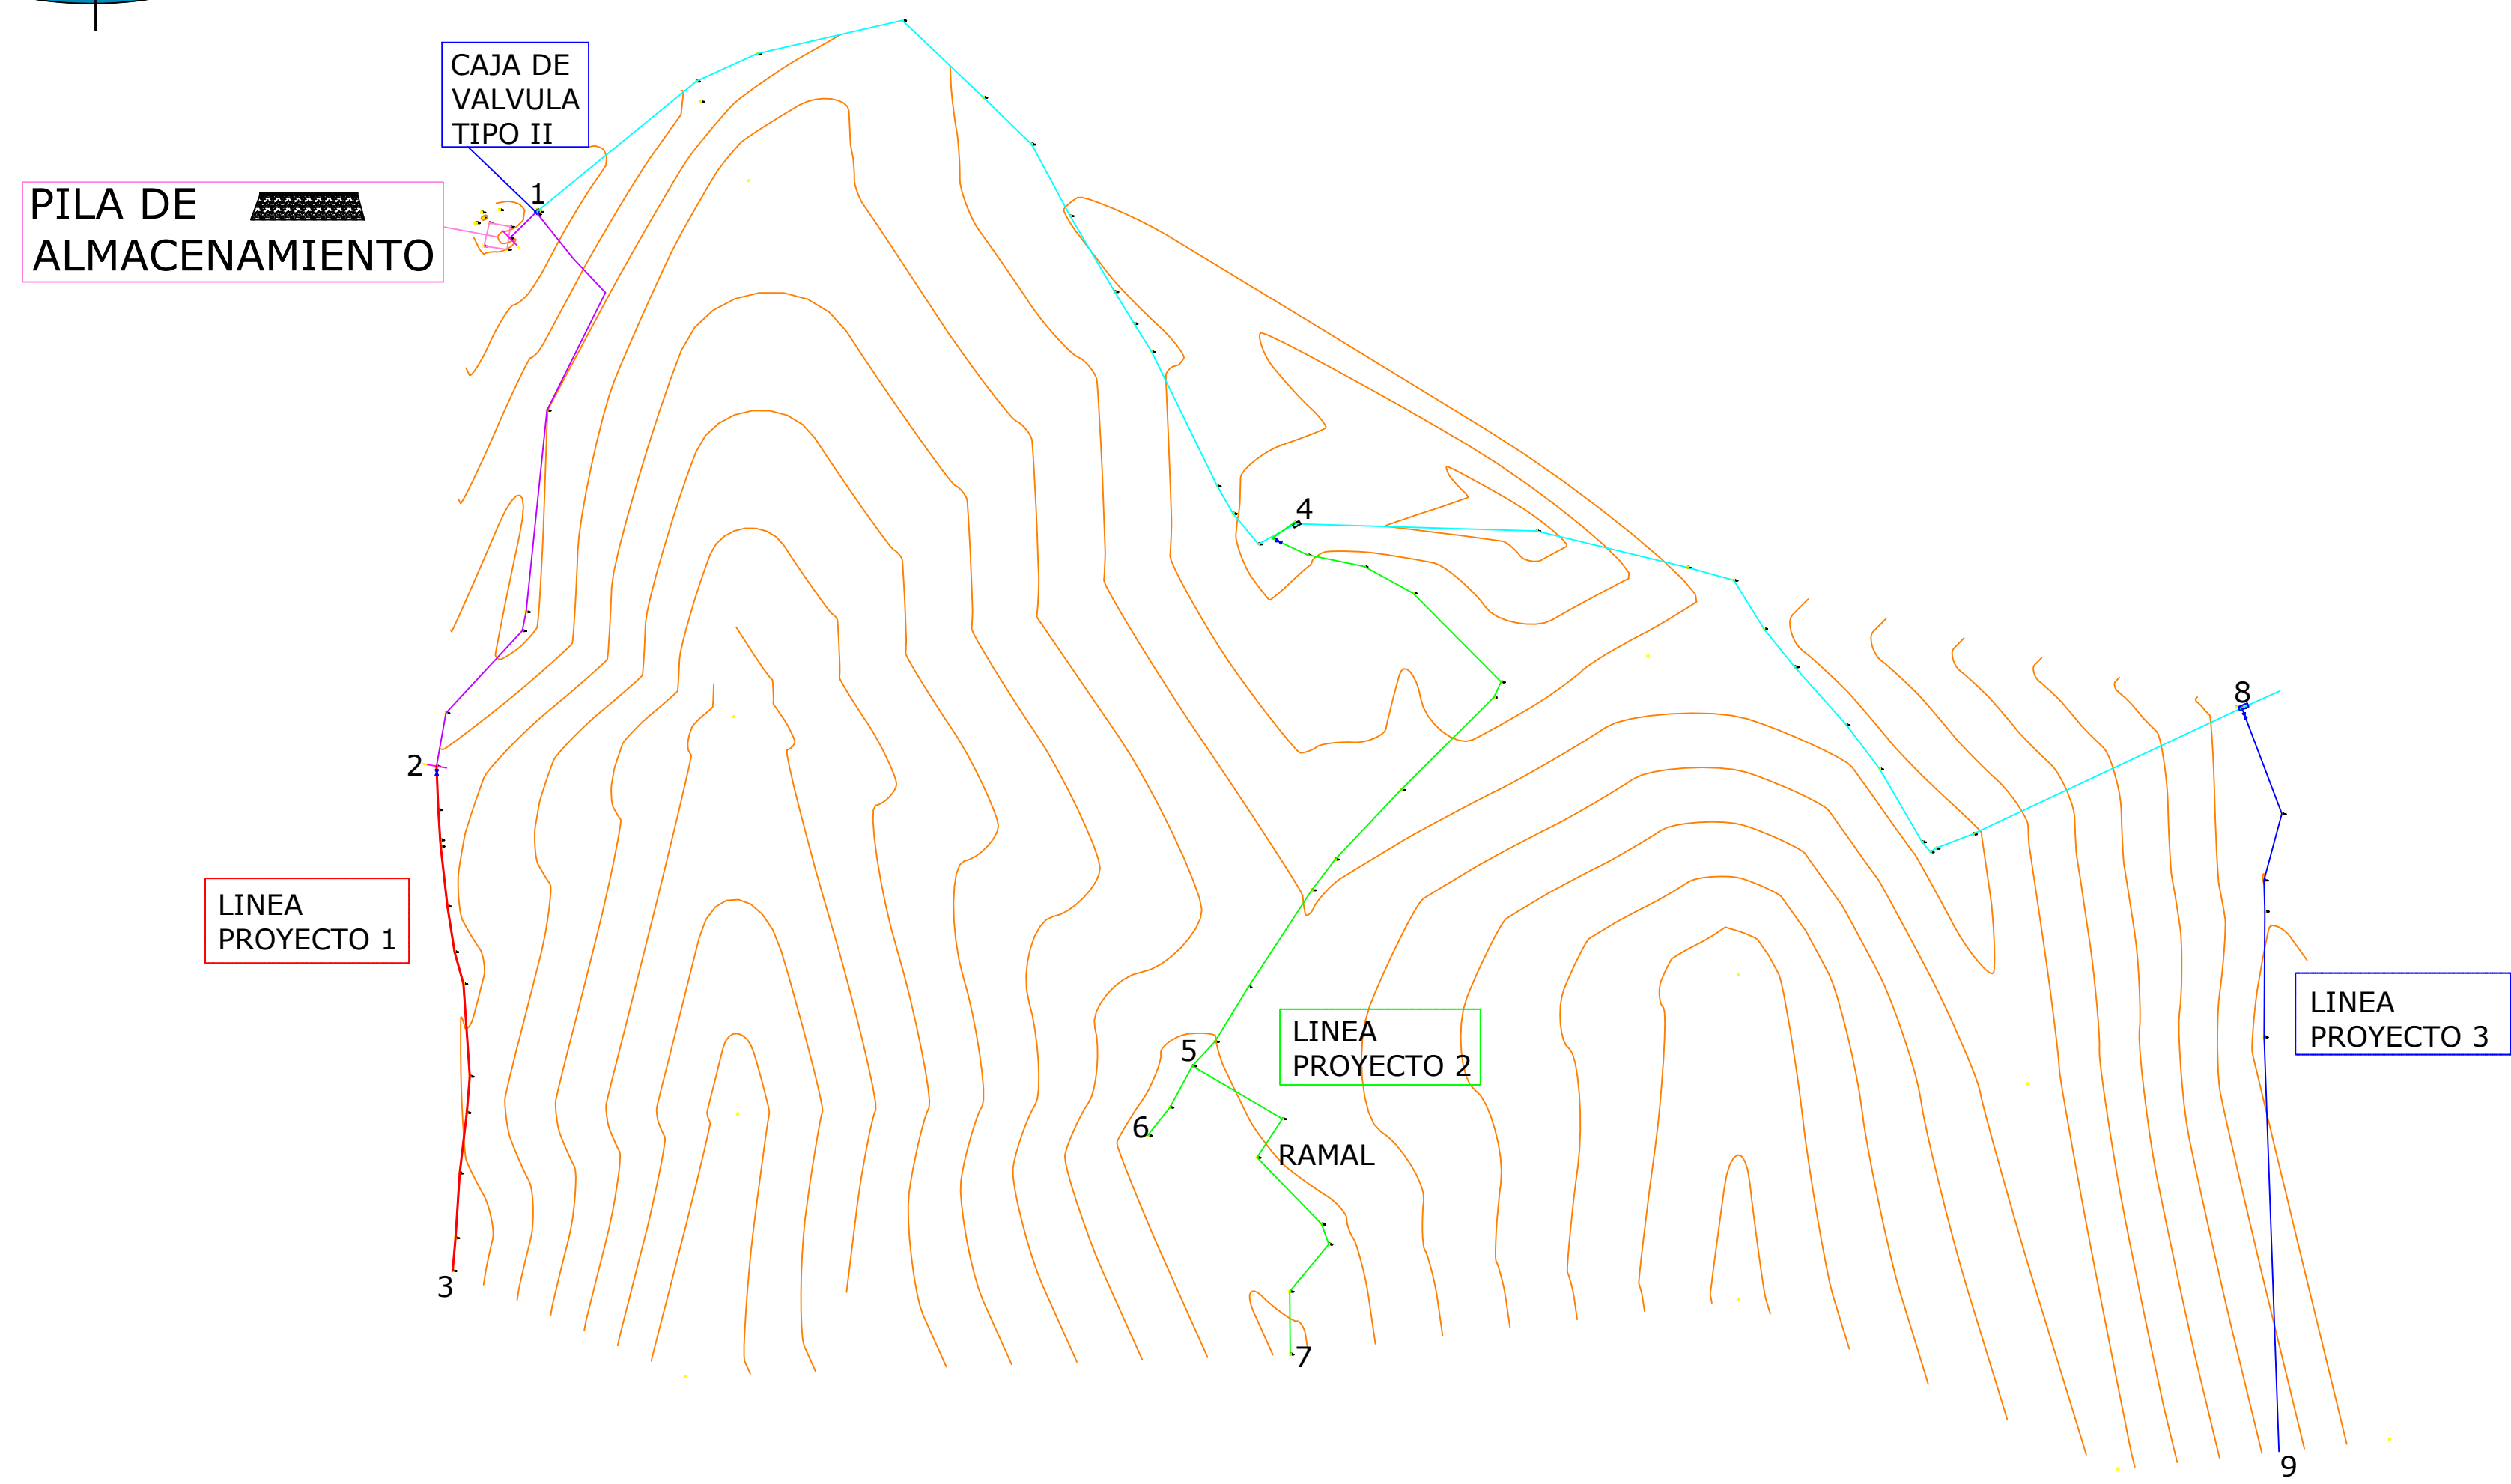 CAJA DE
VALVULA
TIPO II
1
PILA DE
ALMACENAMIENTO
4
8
2
LINEA
PROYECTO 1
LINEA
PROYECTO 3
LINEA
PROYECTO 2
5
6
RAMAL
3
7
9